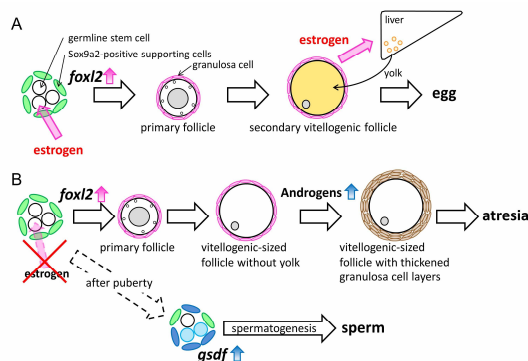 A
germline stem cell
Sox9a2-positive supporting cells
foxl2
estrogen
granulosa cell
primary follicle
estrogen
liver
yolk
secondary vitellogenic follicle
egg
B
foxl2
estrogen
primary follicle
vitellogenic-sized
follicle without yolk
Androgens
vitellogenic-sized
follicle with thickened
granulosa cell layers
atresia
after puberty
gsdf
spermatogenesis
sperm